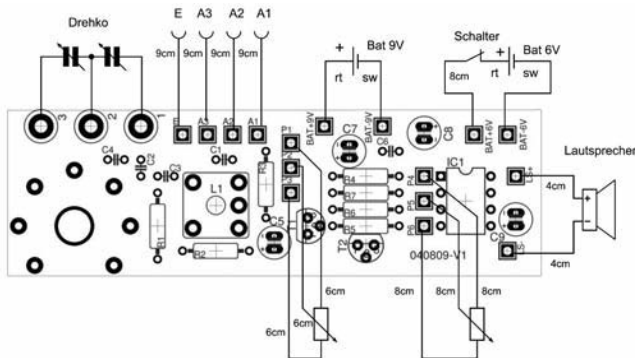 E A3 A2 A1
Drehko
9cm 9cm 9cm 9cm
+ Bat 9V
rt sw
Schalter
+ Bat 6V
8cm rt sw
3 2 1
E A3 A2 A1
P1
BAT+9V
BAT-9V
C7
C6
C8
BAT+6V
BAT-6V
C4
C2
C3
C1
L1
R3
P3
R4
R7
R6
R5
P4
P5
P6
IC1
LS+
Lautsprecher
4cm
+
-
R1
R2
C5
T2
C9
LS-
040809-V1
4cm
6cm
6cm
6cm
8cm
8cm
8cm